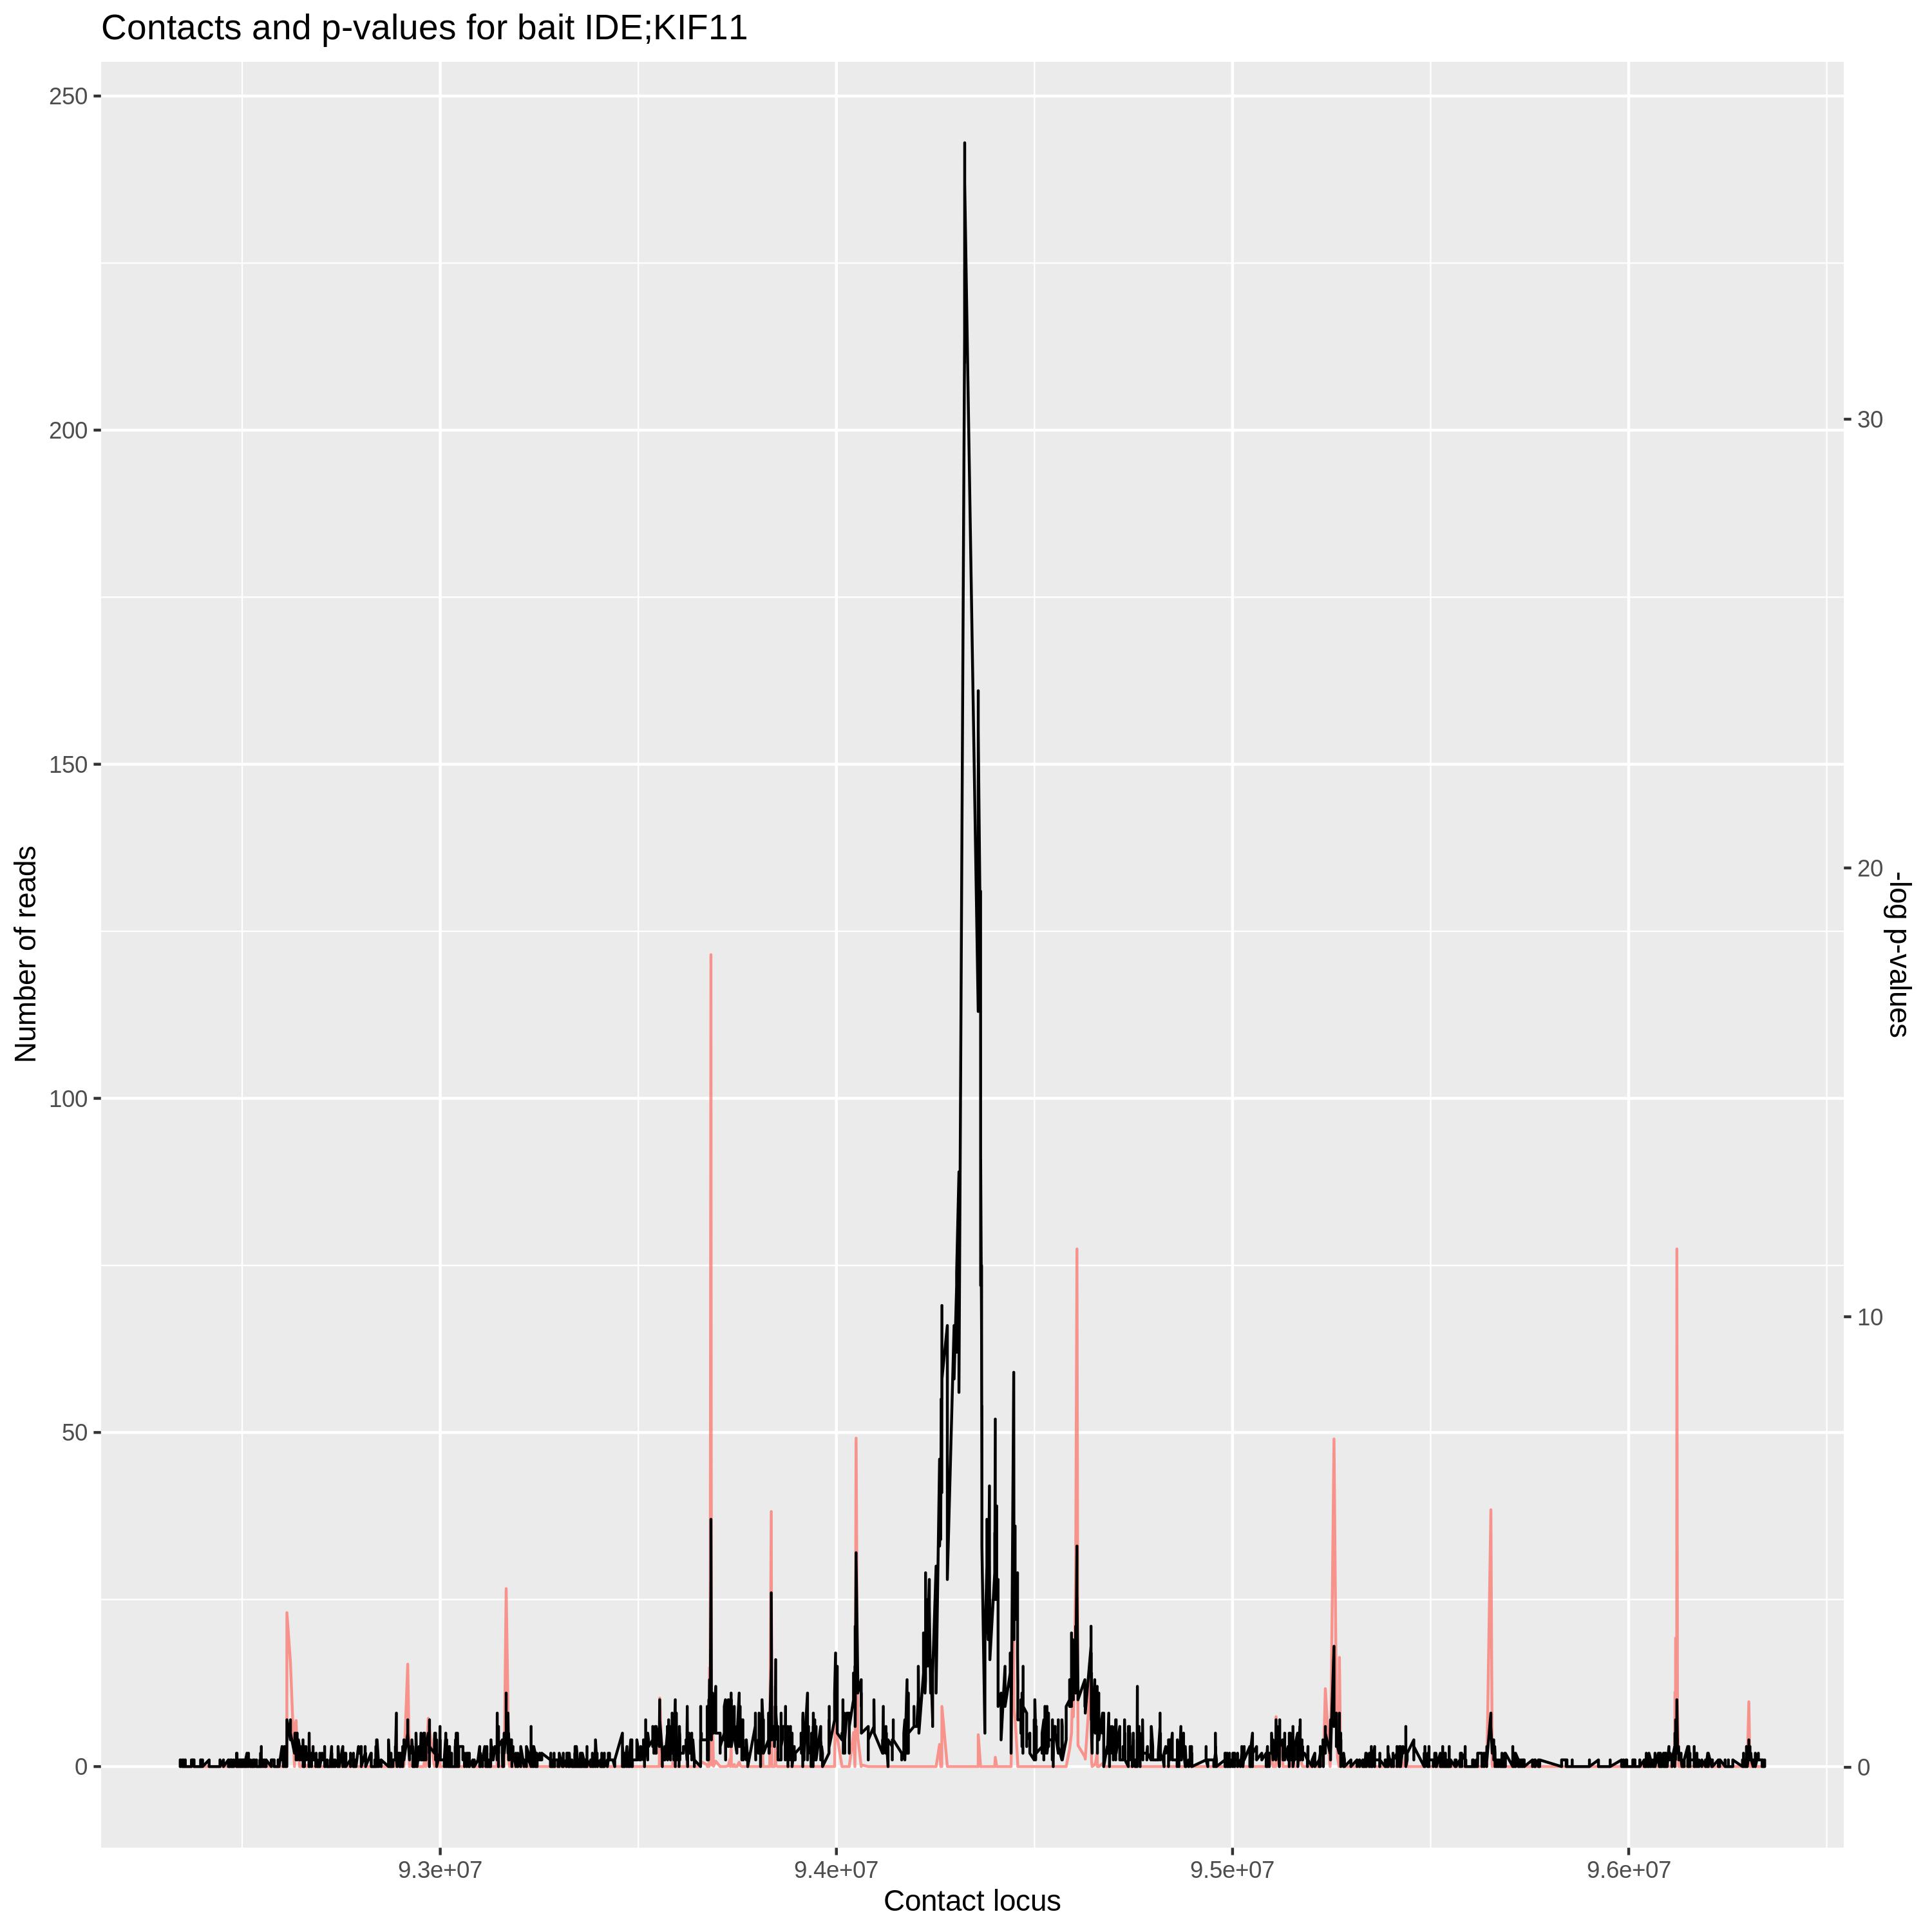 Contacts and p-values for bait IDE;KIF11
250
200
150
100
50
0
Number of reads
30
20
10
0
-log p-values
9.3e+07 9.4e+07 9.5e+07 9.6e+07
Contact locus